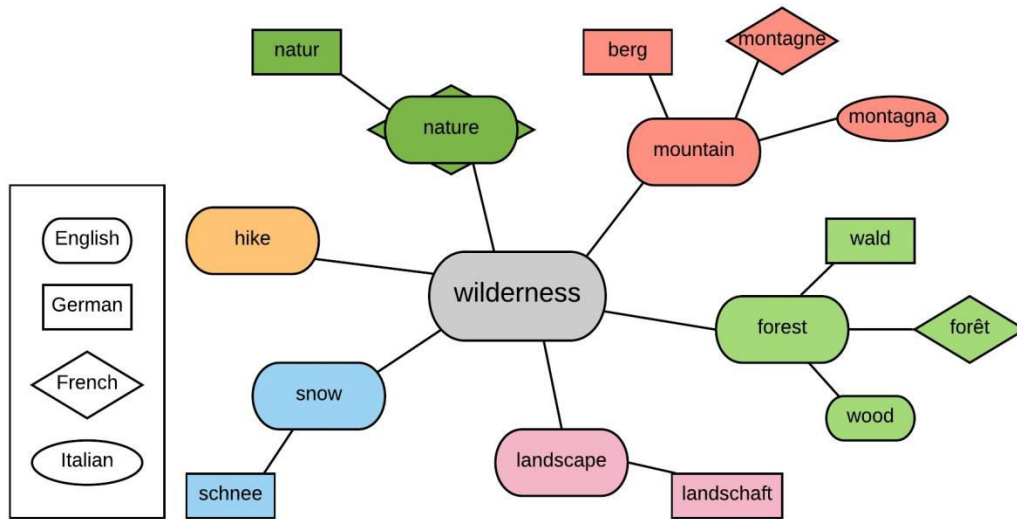 natur
berg
montagne
nature
montagna
mountain
English
hike
wald
German
wilderness
forest
forêt
French
snow
wood
Italian
landscape
schnee
landschaft